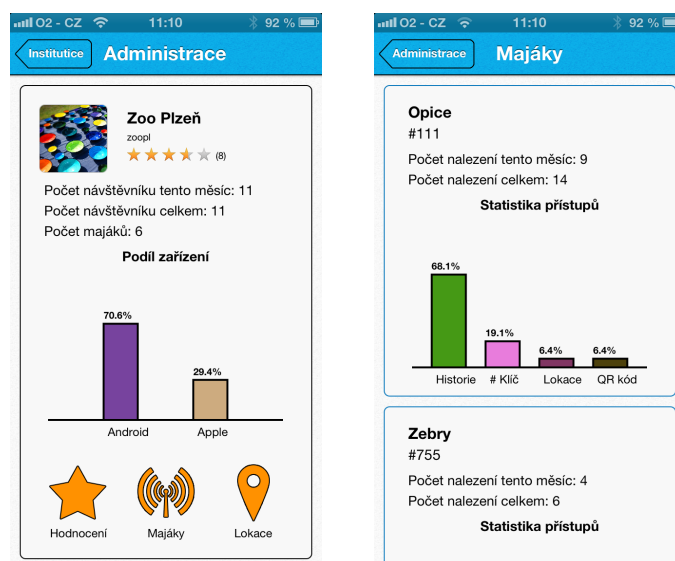 O2 - CZ 11:10 92 %
Institutice Administrace
Zoo Plzeň
zoopl
(8)
Počet návštěvníku tento měsíc: 11
Počet návštěvníku celkem: 11
Počet majáků: 6
Podíl zařízení
70.6%
29.4%
Android Apple
Hodnocení Majáky Lokace
O2 - CZ 11:10 92 %
Administrace Majáky
Opice
#111
Počet nalezení tento měsíc: 9
Počet nalezení celkem: 14
Statistika přístupů
68.1%
19.1%
6.4% 6.4%
Historie # Klíč Lokace QR kód
Zebry
#755
Počet nalezení tento měsíc: 4
Počet nalezení celkem: 6
Statistika přístupů